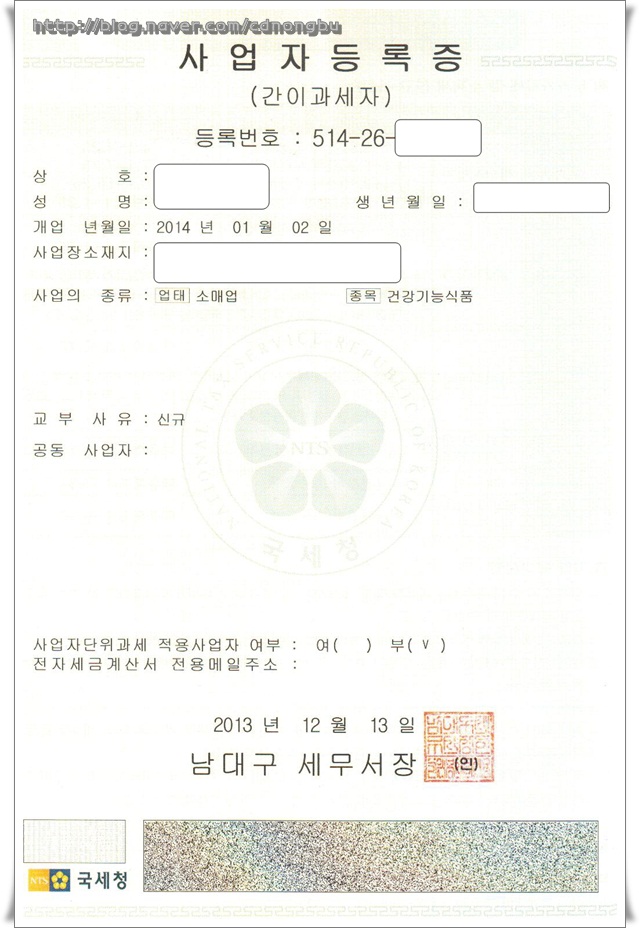 http://blog.naver.com/cdnongbu
사업자등록증
(간이과세자)
등록번호 : 514-26-
상 호 :
성 명 : 생년월일 :
개업 년월일 : 2014 년 01 월 02 일
사업장소재지 :
사업의 종류 : 업태 소매업 종목 건강기능식품
NATIONAL TAX SERVICE REPUBLIC OF KOREA
NTS
국세청
교부 사유 : 신규
공동 사업자 :
사업자단위과세 적용사업자 여부 : 여( ) 부( v )
전자세금계산서 전용메일주소 :
2013 년 12 월 13 일
남대구 세무서장 (인)
NTS 국세청